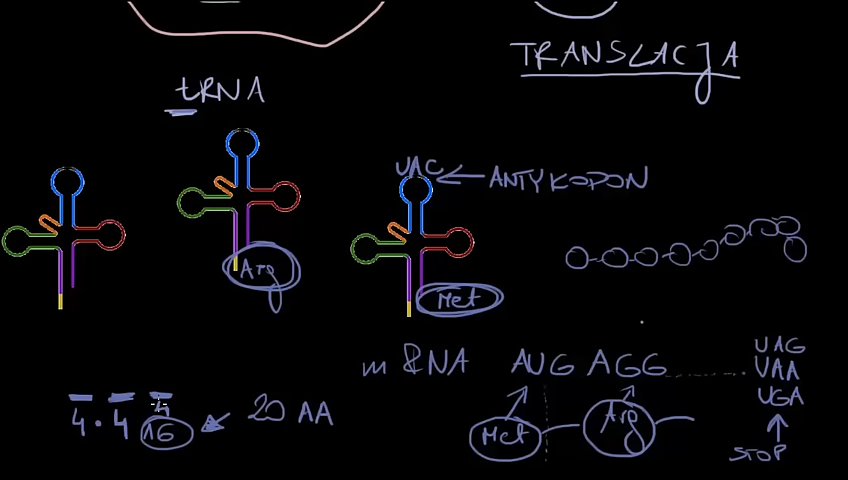 TRANSLACJA
tRNA
UAC ← ANTYKODON
Arg
Met
mRNA AUG AGG ........
UAG
UAA
UGA
4 · 4 4
16 20 AA
Met Arg
STOP